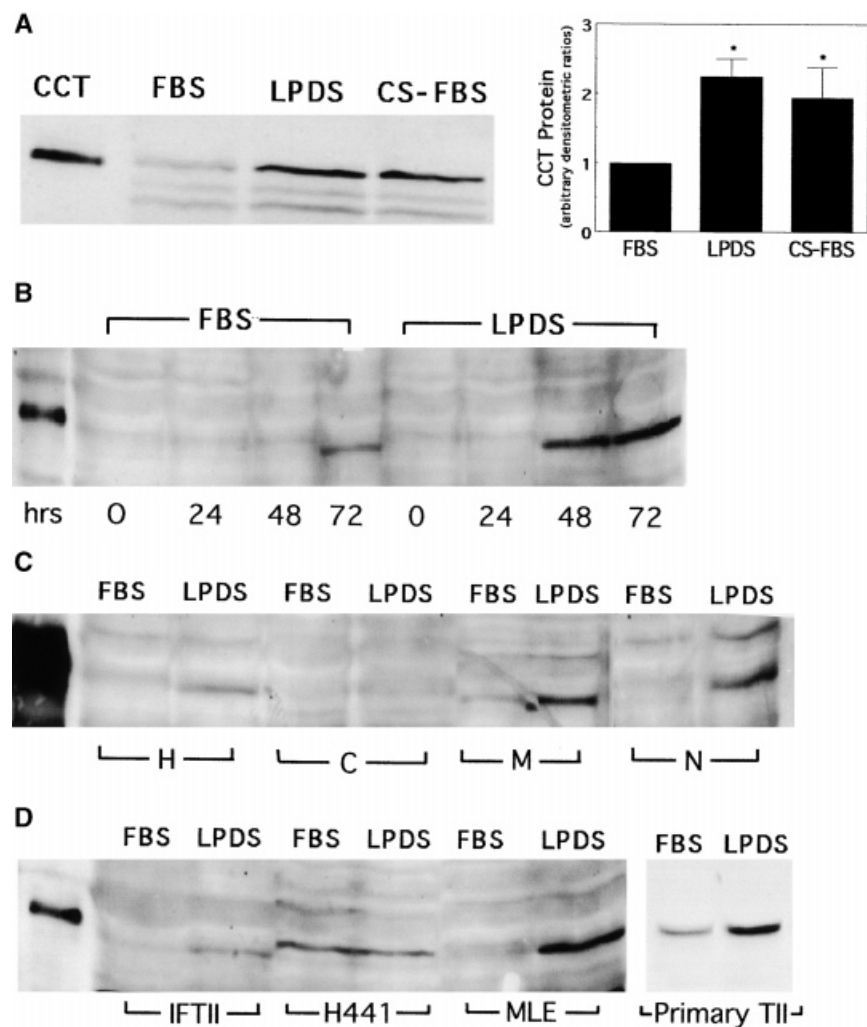 A
CCT FBS LPDS CS-FBS
CCT Protein
(arbitrary densitometric ratios)
3
2
1
0
* *
FBS LPDS CS-FBS
B
FBS LPDS
hrs 0 24 48 72 0 24 48 72
C
FBS LPDS FBS LPDS FBS LPDS FBS LPDS
H C M N
D
FBS LPDS FBS LPDS FBS LPDS FBS LPDS
IFTII H441 MLE Primary TII